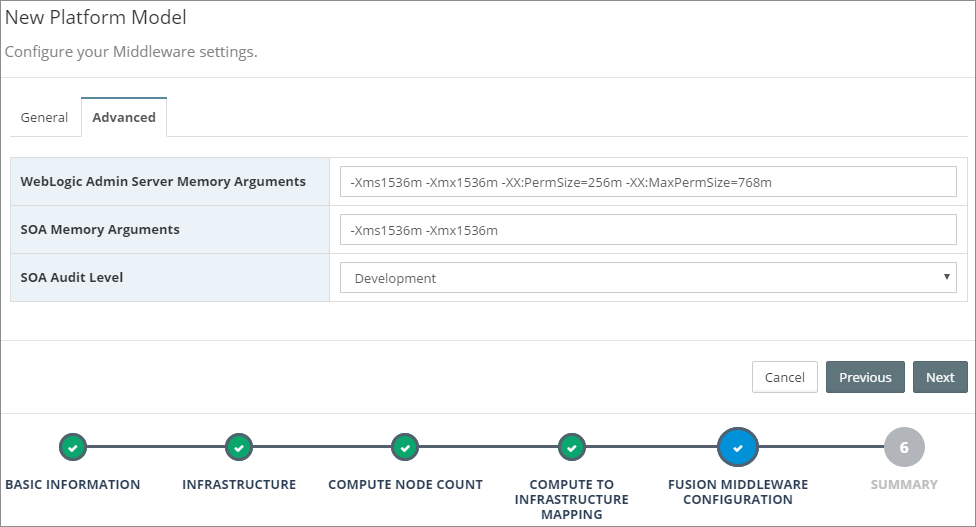 New Platform Model
Configure your Middleware settings.
General
Advanced
WebLogic Admin Server Memory Arguments
-Xms1536m -Xmx1536m -XX:PermSize=256m -XX:MaxPermSize=768m
SOA Memory Arguments
-Xms1536m -Xmx1536m
SOA Audit Level
Development
Cancel
Previous
Next
6
BASIC INFORMATION
INFRASTRUCTURE
COMPUTE NODE COUNT
COMPUTE TO
INFRASTRUCTURE
MAPPING
FUSION MIDDLEWARE
CONFIGURATION
SUMMARY